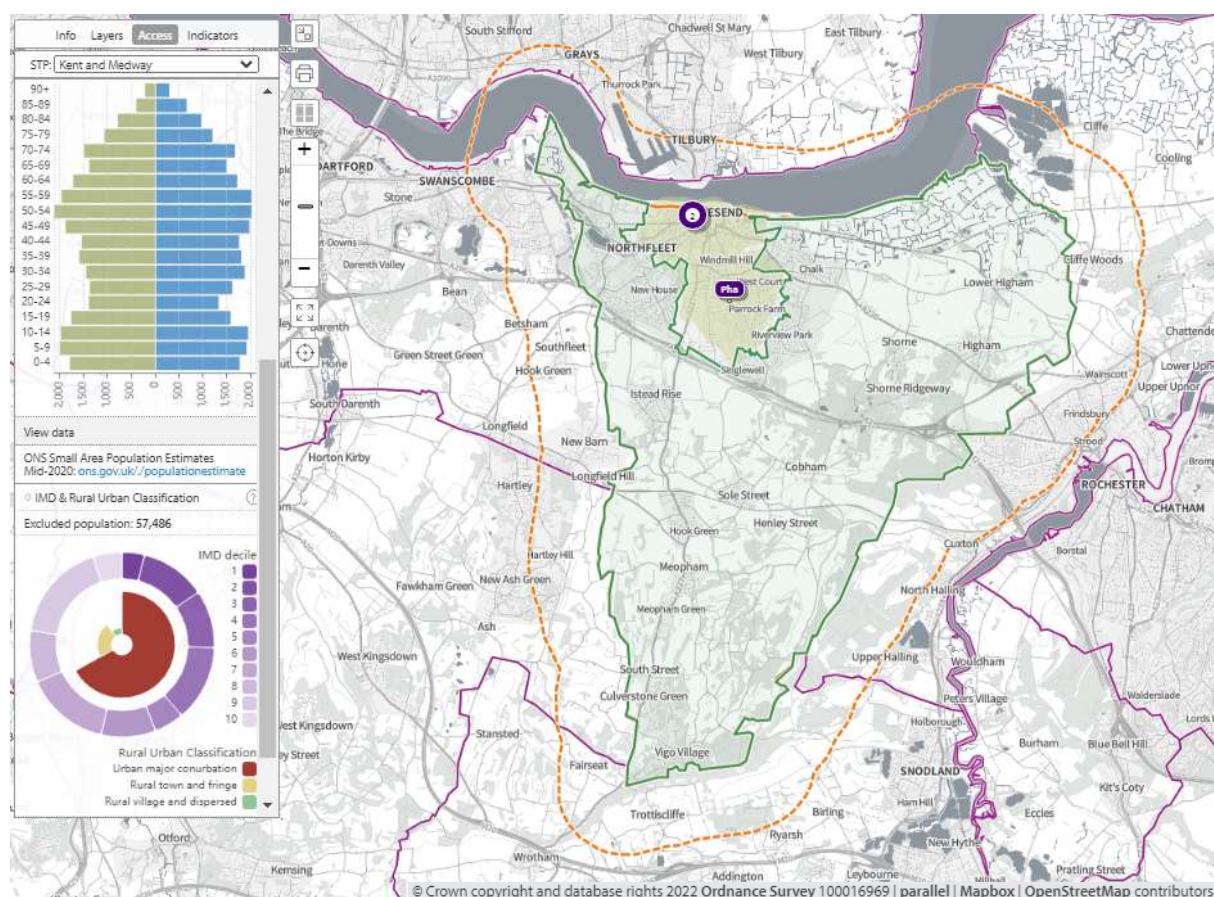 Info Layers Access Indicators
STP: Kent and Medway
90+
85-89
80-84
75-79
70-74
65-69
60-64
55-59
50-54
45-49
40-44
35-39
30-34
25-29
20-24
15-19
10-14
5-9
0-4
2,000 1,500 1,000 500 0 500 1,000 1,500 2,000
View data
ONS Small Area Population Estimates
Mid-2020: ons.gov.uk/./populationestimate
IMD & Rural Urban Classification ?
Excluded population: 57,486
IMD decile
1
2
3
4
5
6
7
8
9
10
Rural Urban Classification
Urban major conurbation
Rural town and fringe
Rural village and dispersed
+
−
South Stifford
Chadwell St Mary
GRAYS
West Tilbury
East Tilbury
Thurrock Park
The Bridge
TILBURY
Cliffe
DARTFORD
SWANSCOMBE
Cooling
Stone
2
ESEND
NORTHFLEET
Windmill Hill
Chalk
Cliffe Woods
Darenth Valley
Bean
New House
Pha
West Court
Lower Higham
Parrock Farm
Betsham
Riverview Park
Chattende
Southfleet
Green Street Green
Shorne
Higham
Hook Green
Singlewell
Wainscott
Lower Upn
Upper Upnor
Istead Rise
Shorne Ridgeway
South Darenth
Frindsbury
Longfield
New Barn
Strood
Horton Kirby
Cobham
Longfield Hill
ROCHESTER
Hartley
Sole Street
CHATHAM
Henley Street
Hook Green
Cuxton
Hartley Hill
Borstal
Meopham
Fawkham Green
New Ash Green
North Halling
Meopham Green
Ash
West Kingsdown
Upper Halling
Wouldham
South Street
Culverstone Green
Peters Village
Walderslade
Holborough
Stansted
Burham
Blue Bell Hill
Vigo Village
Fairseat
SNODLAND
Kit's Coty
Trottiscliffe
Birling
Ham Hill
Eccles
Otford
Ryarsh
New Hythe
Wrotham
Kemsing
Addington
Leybourne
Pratling Street
© Crown copyright and database rights 2022 Ordnance Survey 100016969 | parallel | Mapbox | OpenStreetMap contributors